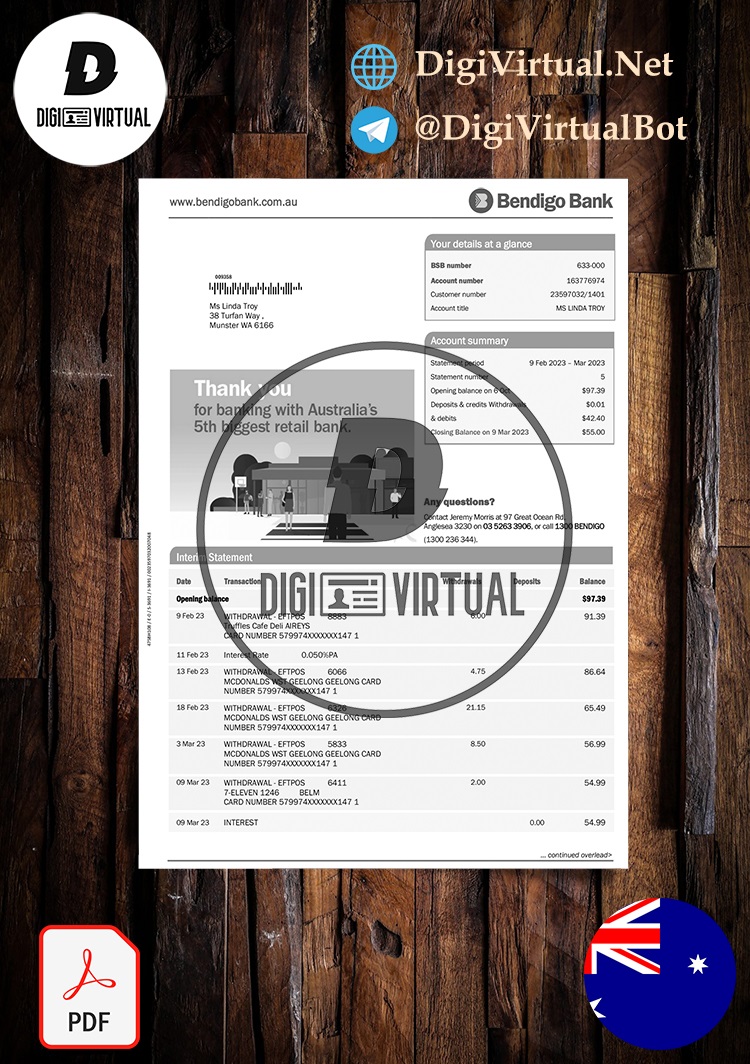 D
DIGI VIRTUAL
DigiVirtual.Net
@DigiVirtualBot
www.bendigobank.com.au
Bendigo Bank
Your details at a glance
BSB number 633-000
Account number 163776974
Customer number 23597032/1401
Account title MS LINDA TROY
009358
Ms Linda Troy
38 Turfan Way ,
Munster WA 6166
Account summary
Statement period 9 Feb 2023 – Mar 2023
Statement number 5
Opening balance on 6 Oct $97.39
Deposits & credits Withdrawals $0.01
& debits $42.40
Closing Balance on 9 Mar 2023 $55.00
Thank you
for banking with Australia's
5th biggest retail bank.
Any questions?
Contact Jeremy Morris at 97 Great Ocean Rd,
Anglesea 3230 on 03 5263 3906, or call 1300 BENDIGO
(1300 236 344).
Interim Statement
Date Transaction Withdrawals Deposits Balance
Opening balance $97.39
9 Feb 23 WITHDRAWAL - EFTPOS 8883 6.00 91.39
Truffles Cafe Deli AIREYS
CARD NUMBER 579974XXXXXXX147 1
11 Feb 23 Interest Rate 0.050%PA
13 Feb 23 WITHDRAWAL - EFTPOS 6066 4.75 86.64
MCDONALDS WST GEELONG GEELONG CARD
NUMBER 579974XXXXXXX147 1
18 Feb 23 WITHDRAWAL - EFTPOS 6326 21.15 65.49
MCDONALDS WST GEELONG GEELONG CARD
NUMBER 579974XXXXXXX147 1
3 Mar 23 WITHDRAWAL - EFTPOS 5833 8.50 56.99
MCDONALDS WST GEELONG GEELONG CARD
NUMBER 579974XXXXXXX147 1
09 Mar 23 WITHDRAWAL - EFTPOS 6411 2.00 54.99
7-ELEVEN 1246 BELM
CARD NUMBER 579974XXXXXXX147 1
09 Mar 23 INTEREST 0.00 54.99
... continued overlead>
D
DIGI VIRTUAL
PDF